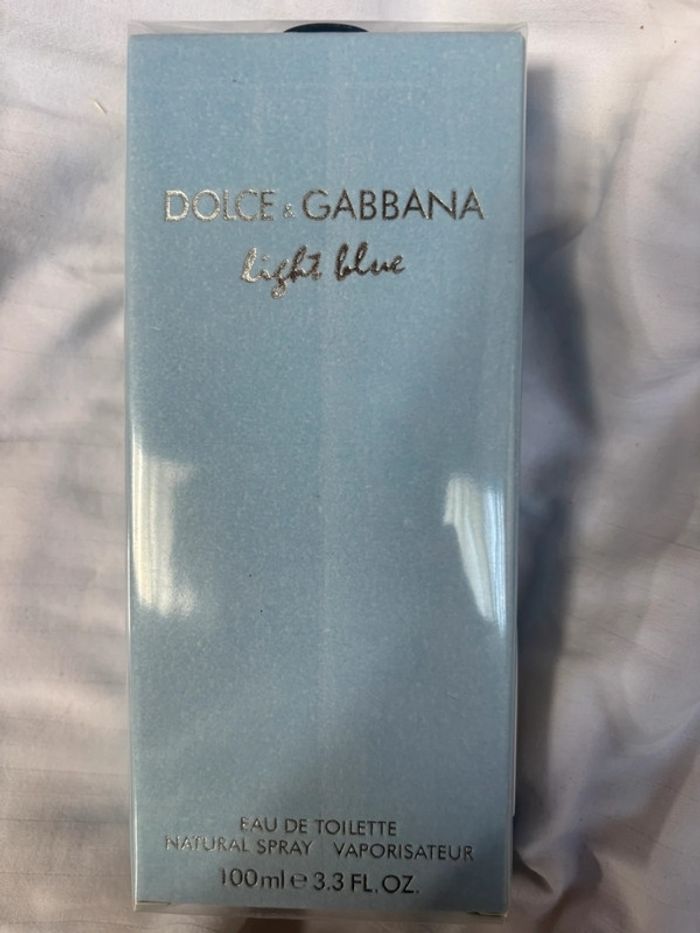 DOLCE & GABBANA
light blue
EAU DE TOILETTE
NATURAL SPRAY VAPORISATEUR
100ml e 3.3 FL. OZ.